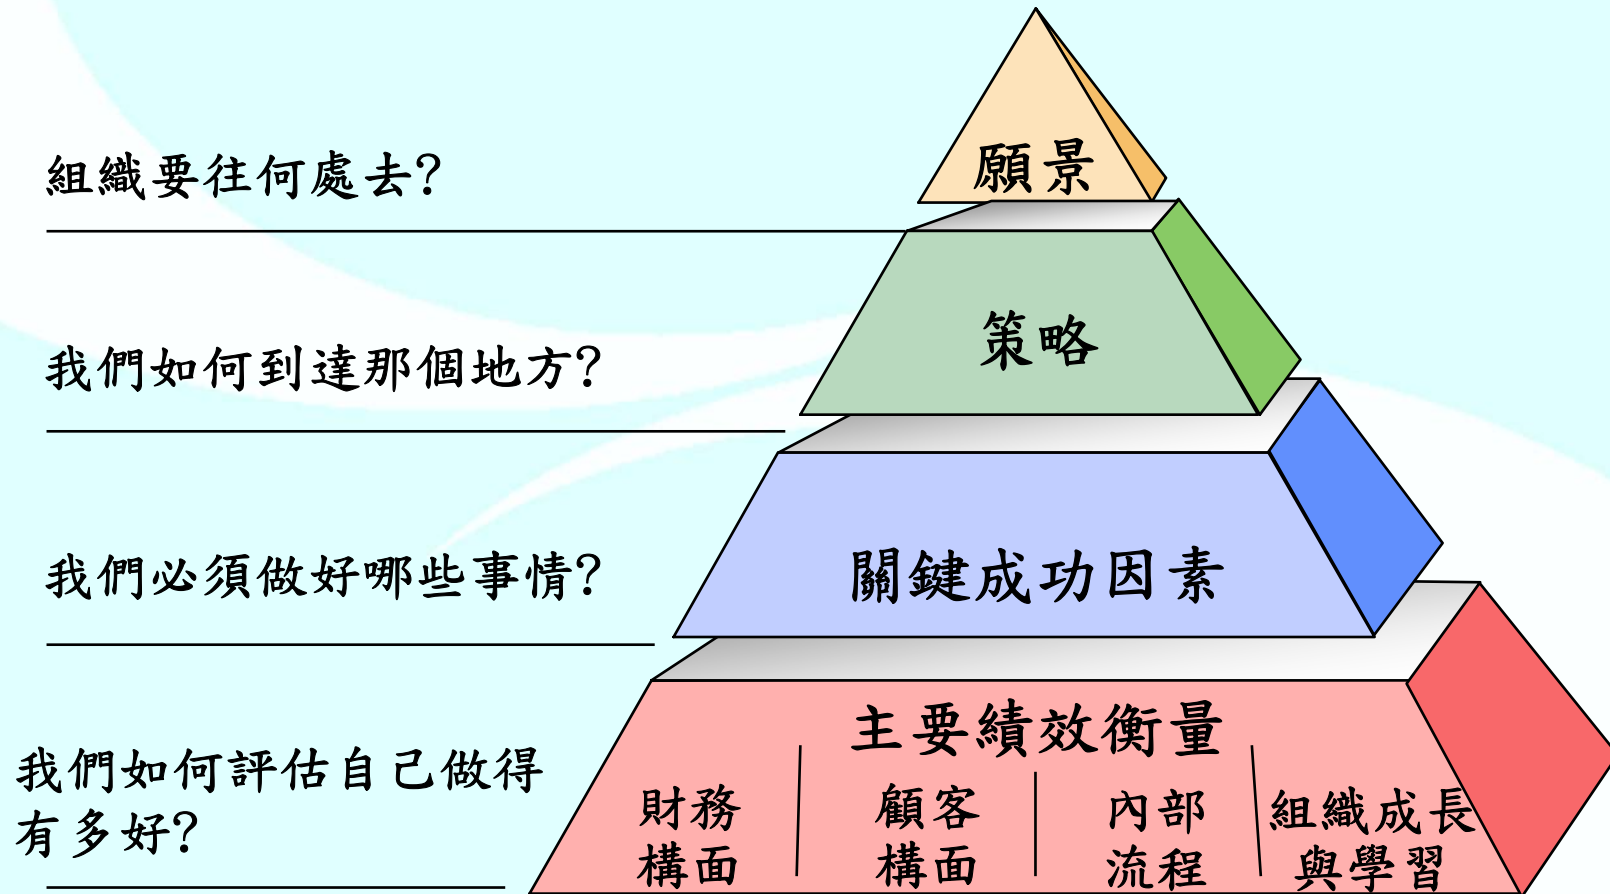 願景
組織要往何處去?
策略
我們如何到達那個地方?
關鍵成功因素
我們必須做好哪些事情?
主要績效衡量
我們如何評估自己做得
有多好?
財務
構面
顧客
構面
內部
流程
組織成長
與學習